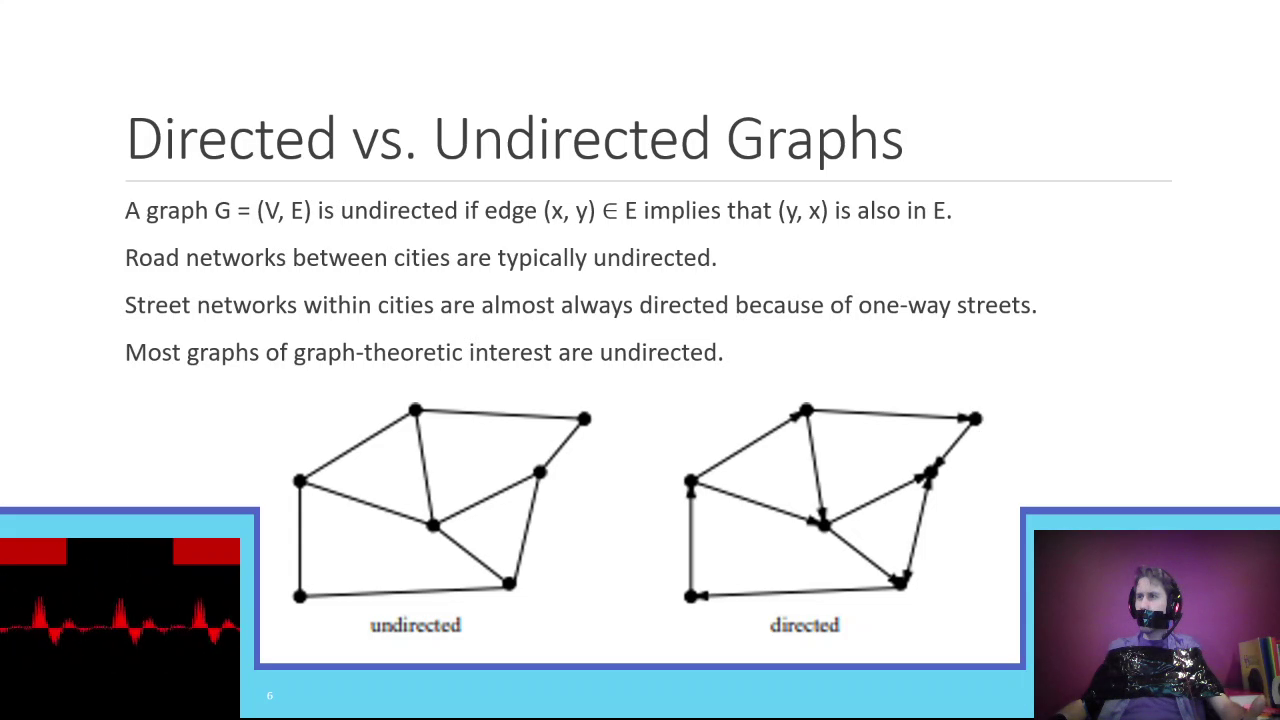 Directed vs. Undirected Graphs
A graph G = (V, E) is undirected if edge (x, y) ∈ E implies that (y, x) is also in E.
Road networks between cities are typically undirected.
Street networks within cities are almost always directed because of one-way streets.
Most graphs of graph-theoretic interest are undirected.
undirected
directed
6